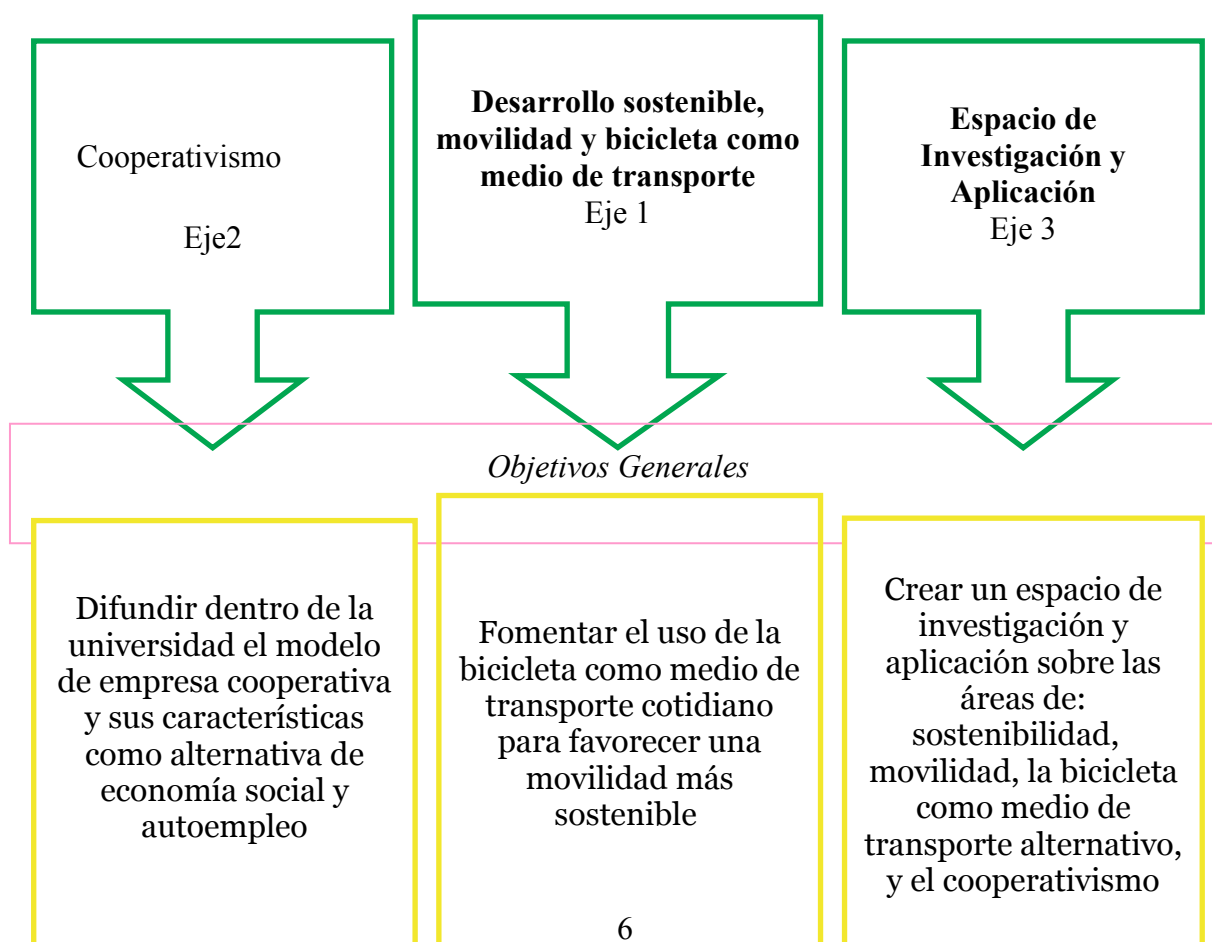 Cooperativismo
Eje2
Desarrollo sostenible,
movilidad y bicicleta como
medio de transporte
Eje 1
Espacio de
Investigación y
Aplicación
Eje 3
Objetivos Generales
Difundir dentro de la
universidad el modelo
de empresa cooperativa
y sus características
como alternativa de
economía social y
autoempleo
Fomentar el uso de la
bicicleta como medio de
transporte cotidiano
para favorecer una
movilidad más
sostenible
Crear un espacio de
investigación y
aplicación sobre las
áreas de:
sostenibilidad,
movilidad, la bicicleta
como medio de
transporte alternativo,
y el cooperativismo
6